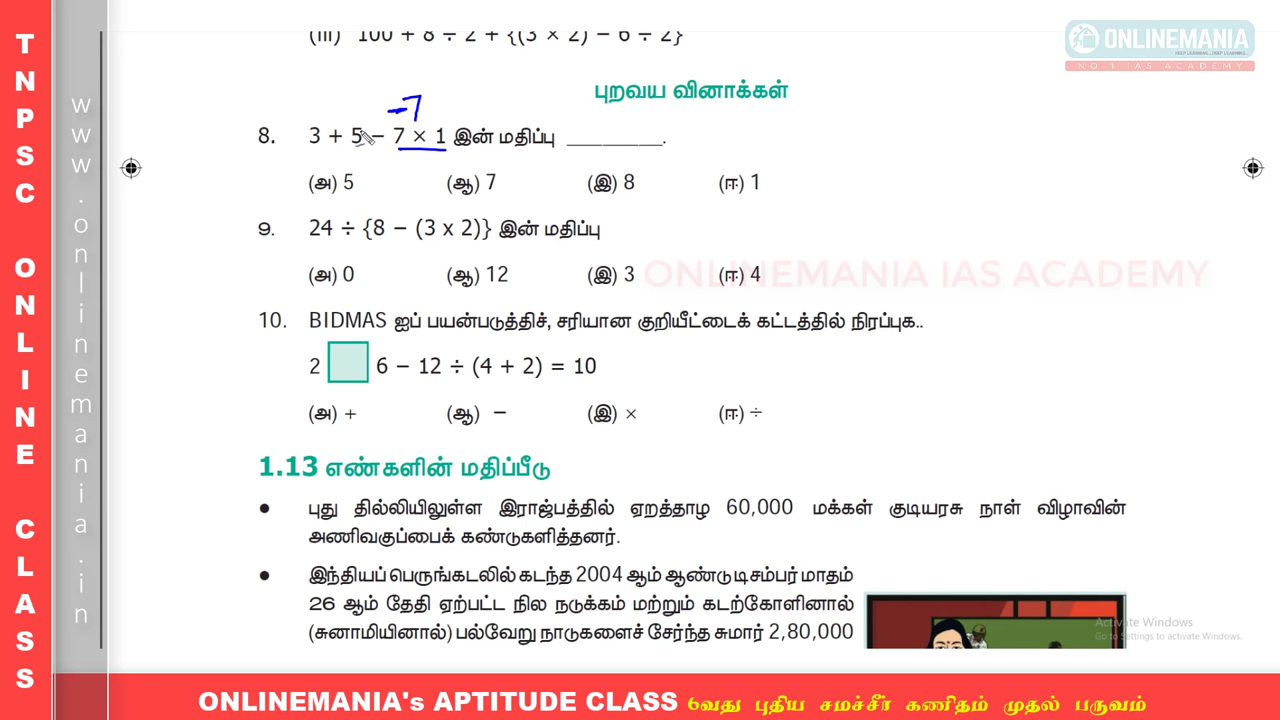 TNPSC ONLINE CLASS
www.onlinemania.in
ONLINEMANIA
DEEP LEARNING...DEEP LEARNING...
NO.1 IAS ACADEMY
(iii) 100 + 8 ÷ 2 + {(3 × 2) − 6 ÷ 2}
புறவய வினாக்கள்
−7
8. 3 + 5 − 7 × 1 இன் மதிப்பு ________.
(அ) 5 (ஆ) 7 (இ) 8 (ஈ) 1
9. 24 ÷ {8 − (3 x 2)} இன் மதிப்பு
(அ) 0 (ஆ) 12 (இ) 3 (ஈ) 4
ONLINEMANIA IAS ACADEMY
10. BIDMAS ஐப் பயன்படுத்திச், சரியான குறியீட்டைக் கட்டத்தில் நிரப்புக..
2 □ 6 − 12 ÷ (4 + 2) = 10
(அ) + (ஆ) − (இ) × (ஈ) ÷
1.13 எண்களின் மதிப்பீடு
● புது தில்லியிலுள்ள இராஜ்பத்தில் ஏறத்தாழ 60,000 மக்கள் குடியரசு நாள் விழாவின்
அணிவகுப்பைக் கண்டுகளித்தனர்.
● இந்தியப் பெருங்கடலில் கடந்த 2004 ஆம் ஆண்டு டிசம்பர் மாதம்
26 ஆம் தேதி ஏற்பட்ட நில நடுக்கம் மற்றும் கடற்கோளினால்
(சுனாமியினால்) பல்வேறு நாடுகளைச் சேர்ந்த சுமார் 2,80,000
Activate Windows
Go to Settings to activate Windows.
ONLINEMANIA's APTITUDE CLASS 6வது புதிய சமச்சீர் கணிதம் முதல் பருவம்